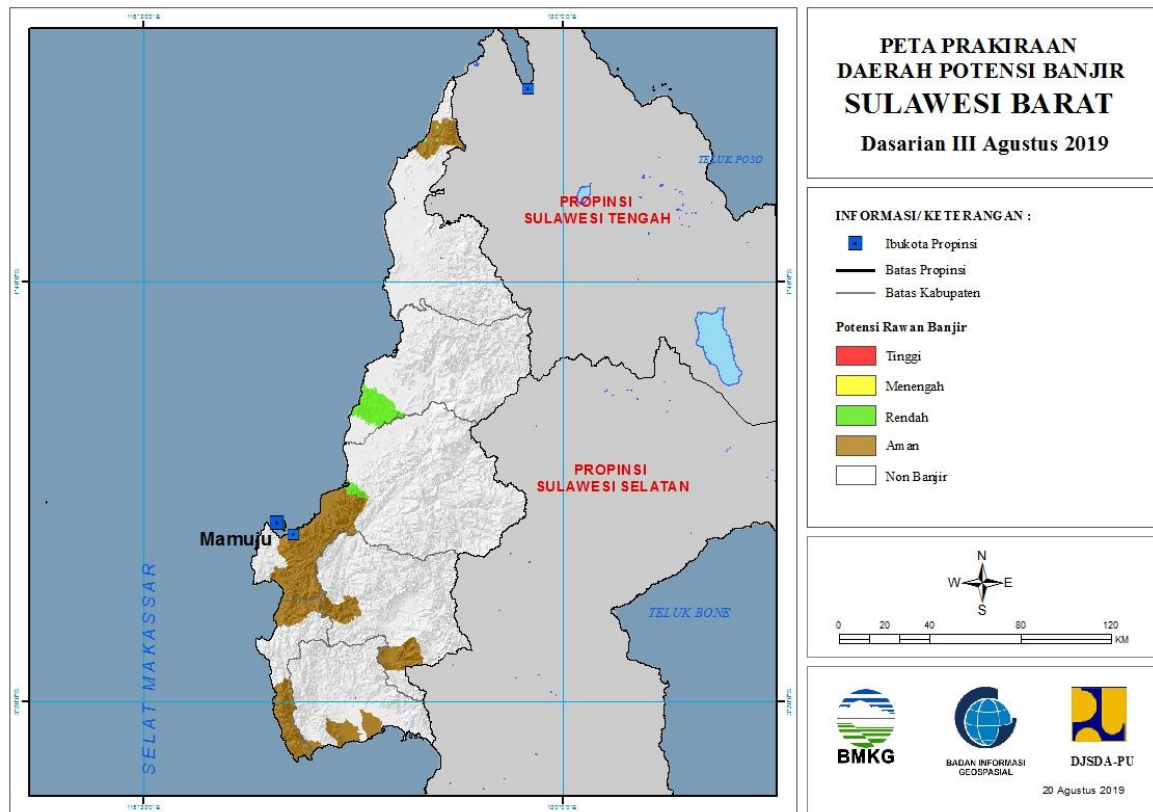 PETA PRAKIRAAN
DAERAH POTENSI BANJIR
SULAWESI BARAT
Dasarian III Agustus 2019
TELUK POSO
PROPINSI
SULAWESI TENGAH
PROPINSI
SULAWESI SELATAN
Mamuju
SELAT MAKASSAR
TELUK BONE
INFORMASI/ KETERANGAN :
Ibukota Propinsi
Batas Propinsi
Batas Kabupaten
Potensi Rawan Banjir
Tinggi
Menengah
Rendah
Aman
Non Banjir
N
W E
S
0 20 40 80 120
KM
BMKG
BADAN INFORMASI
GEOSPASIAL
DJSDA-PU
20 Agustus 2019